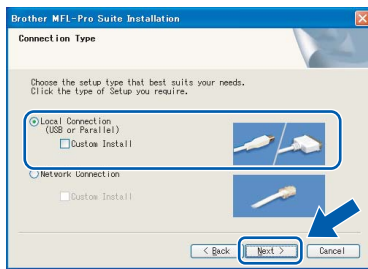 Brother MFL-Pro Suite Installation
Connection Type
Choose the setup type that best suits your needs.
Click the type of Setup you require.
Local Connection
(USB or Parallel)
Custom Install
Network Connection
Custom Install
< Back
Next >
Cancel